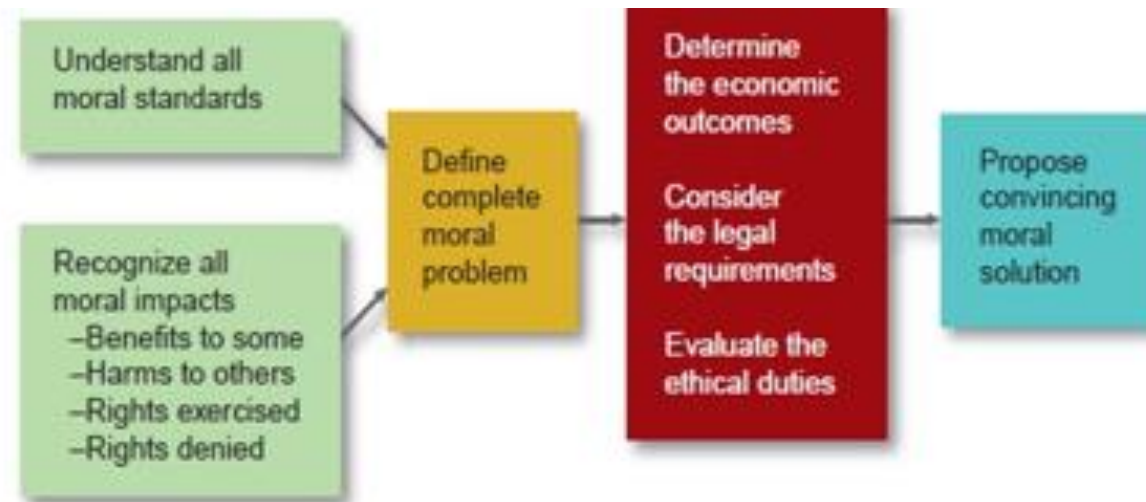 Understand all
moral standards
Recognize all
moral impacts
–Benefits to some
–Harms to others
–Rights exercised
–Rights denied
Define
complete
moral
problem
Determine
the economic
outcomes
Consider
the legal
requirements
Evaluate the
ethical duties
Propose
convincing
moral
solution